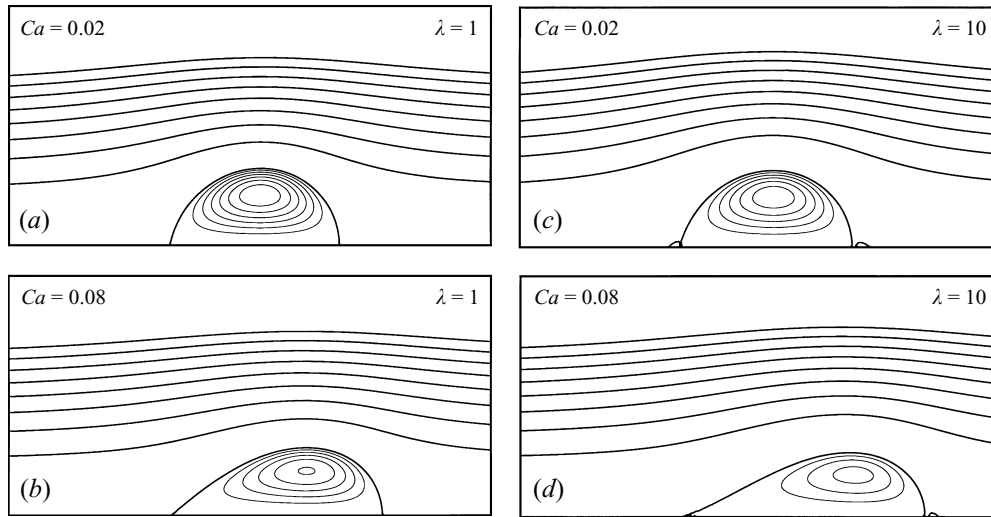 Ca = 0.02 λ = 1
(a)
Ca = 0.02 λ = 10
(c)
Ca = 0.08 λ = 1
(b)
Ca = 0.08 λ = 10
(d)